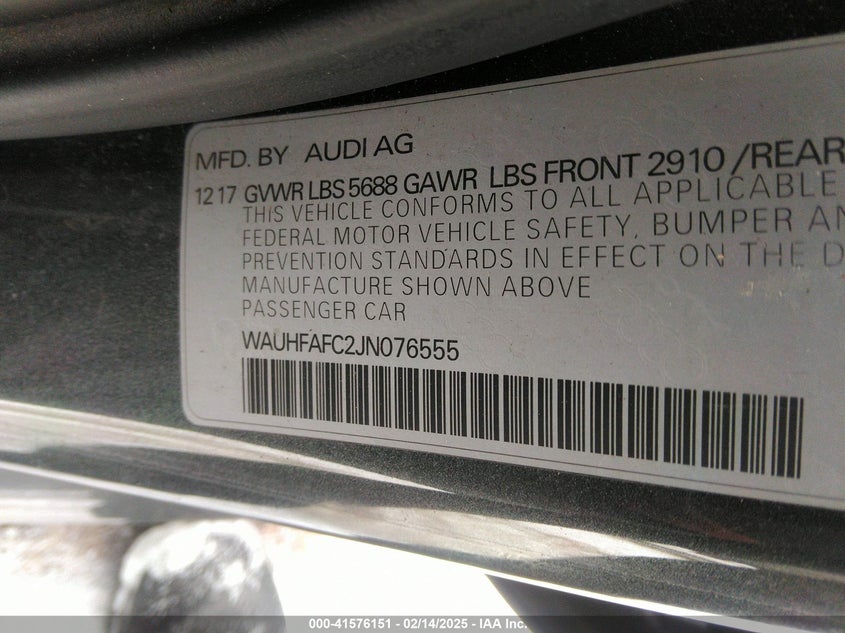 MFD. BY AUDI AG
12 17 GVWR LBS 5688 GAWR LBS FRONT 2910 /REAR
THIS VEHICLE CONFORMS TO ALL APPLICABLE
FEDERAL MOTOR VEHICLE SAFETY, BUMPER AN
PREVENTION STANDARDS IN EFFECT ON THE D
MANUFACTURE SHOWN ABOVE
PASSENGER CAR
WAUHFAFC2JN076555
000-41576151 - 02/14/2025 - IAA Inc.